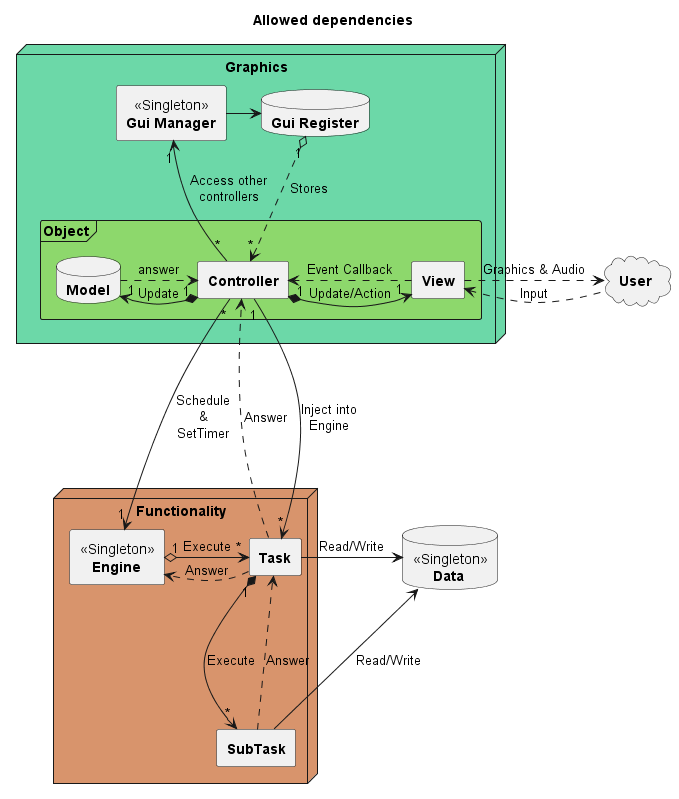 Allowed dependencies
Graphics
«Singleton»
Gui Manager
Gui Register
1
1
Access other
controllers
Stores
*
*
Object
Model
answer
1 Update 1
Controller
Event Callback
1 Update/Action 1
View
Graphics & Audio
Input
User
*
1
Schedule
&
SetTimer
Answer
Inject into
Engine
1
*
Functionality
«Singleton»
Engine
1 Execute *
Answer
Task
Read/Write
«Singleton»
Data
1
Execute
Answer
Read/Write
*
SubTask